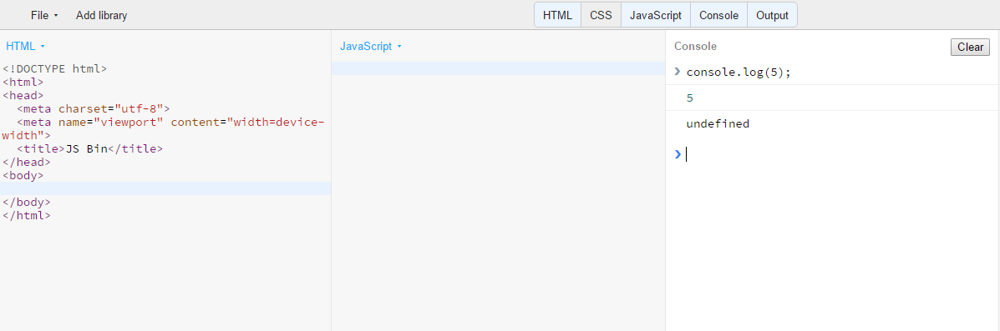 File Add library HTML CSS JavaScript Console Output
HTML
<!DOCTYPE html>
<html>
<head>
  <meta charset="utf-8">
  <meta name="viewport" content="width=device-
width">
  <title>JS Bin</title>
</head>
<body>

</body>
</html>
JavaScript
Console Clear
❯ console.log(5);
5
undefined
❯